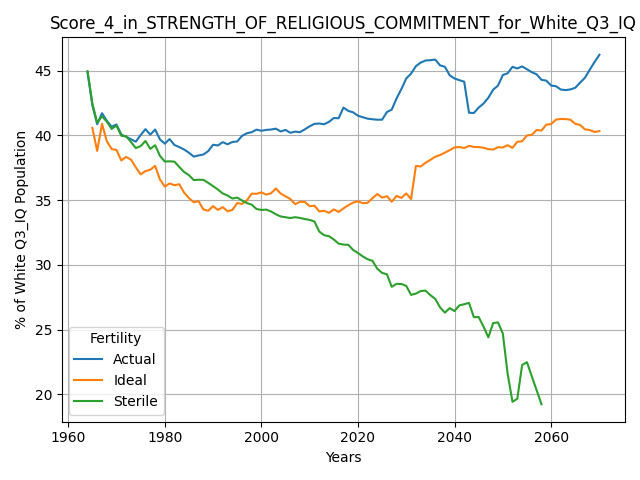 Score_4_in_STRENGTH_OF_RELIGIOUS_COMMITMENT_for_White_Q3_IQ
% of White Q3_IQ Population
45
40
35
30
25
20
Fertility
Actual
Ideal
Sterile
1960 1980 2000 2020 2040 2060
Years